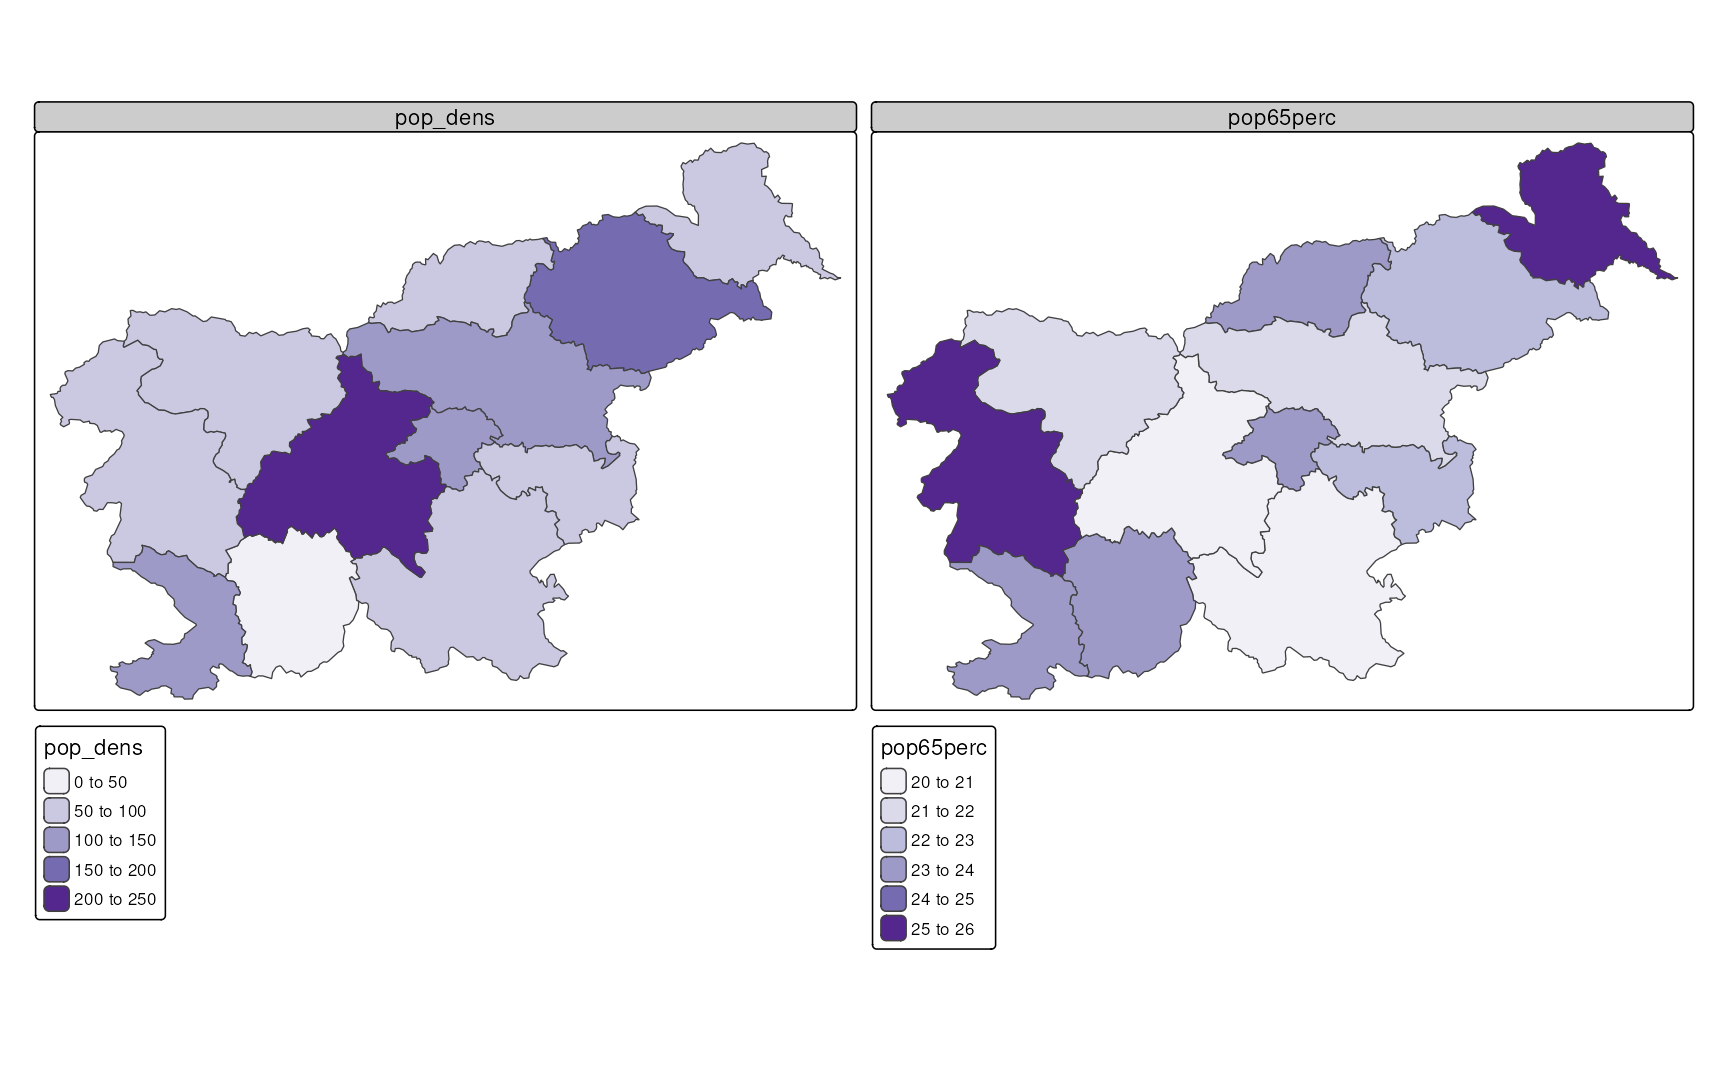 pop_dens
pop65perc
pop_dens
0 to 50
50 to 100
100 to 150
150 to 200
200 to 250
pop65perc
20 to 21
21 to 22
22 to 23
23 to 24
24 to 25
25 to 26